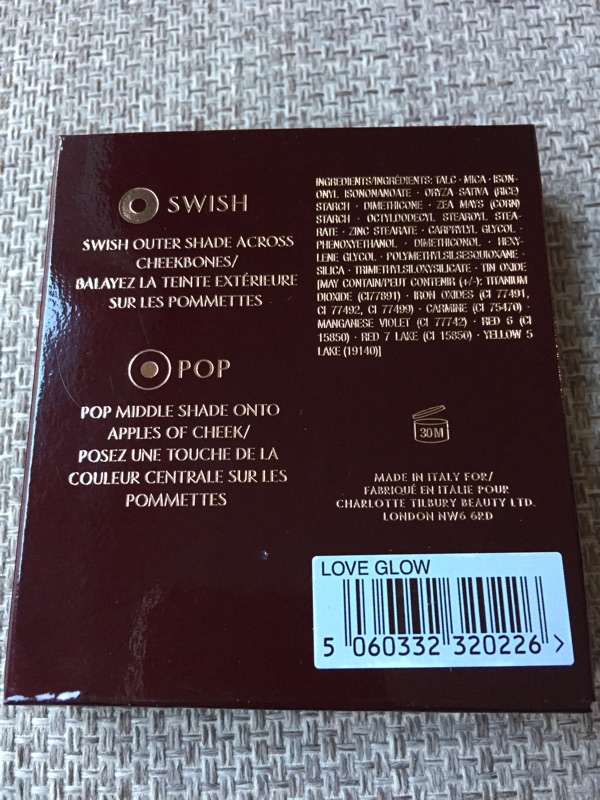 SWISH
SWISH OUTER SHADE ACROSS
CHEEKBONES/
BALAYEZ LA TEINTE EXTÉRIEURE
SUR LES POMMETTES
POP
POP MIDDLE SHADE ONTO
APPLES OF CHEEK/
POSEZ UNE TOUCHE DE LA
COULEUR CENTRALE SUR LES
POMMETTES
INGREDIENTS/INGRÉDIENTS: TALC · MICA · ISON-
ONYL ISONONANOATE · ORYZA SATIVA (RICE)
STARCH · DIMETHICONE · ZEA MAYS (CORN)
STARCH · OCTYLDODECYL STEAROYL STEA-
RATE · ZINC STEARATE · CAPRYLYL GLYCOL ·
PHENOXYETHANOL · DIMETHICONOL · HEXY-
LENE GLYCOL · POLYMETHYLSILSESQUIOXANE ·
SILICA · TRIMETHYLSILOXYSILICATE · TIN OXIDE
[MAY CONTAIN/PEUT CONTENIR (+/-): TITANIUM
DIOXIDE (CI77891) · IRON OXIDES (CI 77491,
CI 77492, CI 77499) · CARMINE (CI 75470) ·
MANGANESE VIOLET (CI 77742) · RED 6 (CI
15850) · RED 7 LAKE (CI 15850) · YELLOW 5
LAKE (19140)]
30M
MADE IN ITALY FOR/
FABRIQUÉ EN ITALIE POUR
CHARLOTTE TILBURY BEAUTY LTD.
LONDON NW6 6RD
LOVE GLOW
5 060332 320226 >